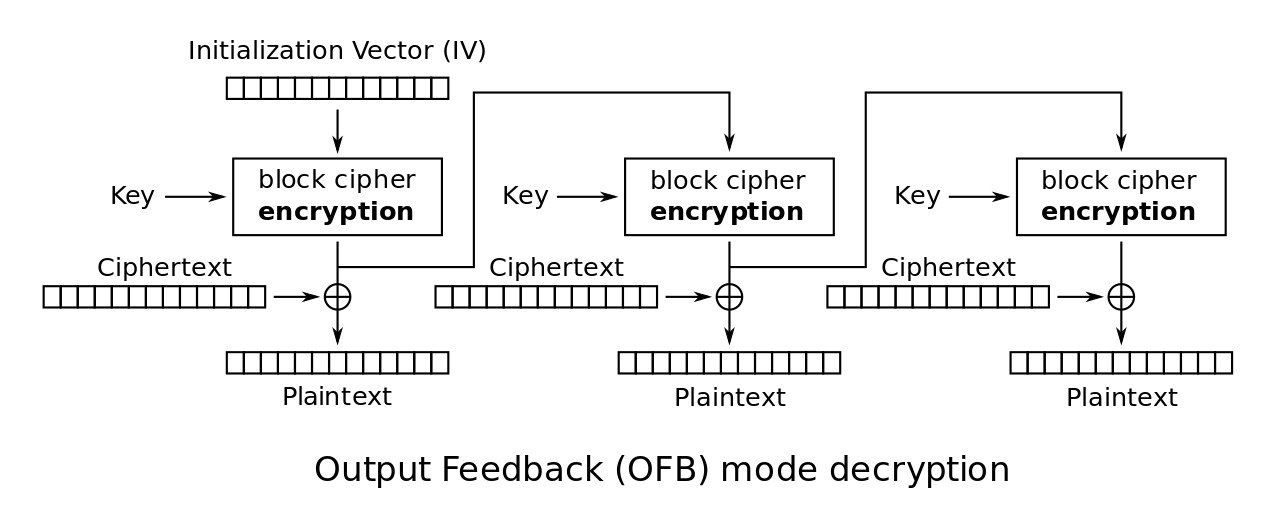 Initialization Vector (IV)
block cipher
encryption
Key
block cipher
encryption
Key
block cipher
encryption
Key
Ciphertext
Ciphertext
Ciphertext
Plaintext
Plaintext
Plaintext
Output Feedback (OFB) mode decryption